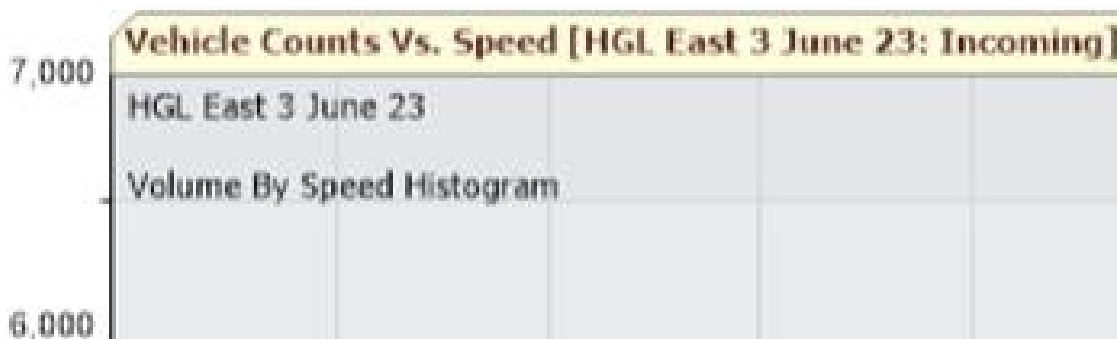 Vehicle Counts Vs. Speed [HGL East 3 June 23: Incoming]
7,000
HGL East 3 June 23
Volume By Speed Histogram
6,000